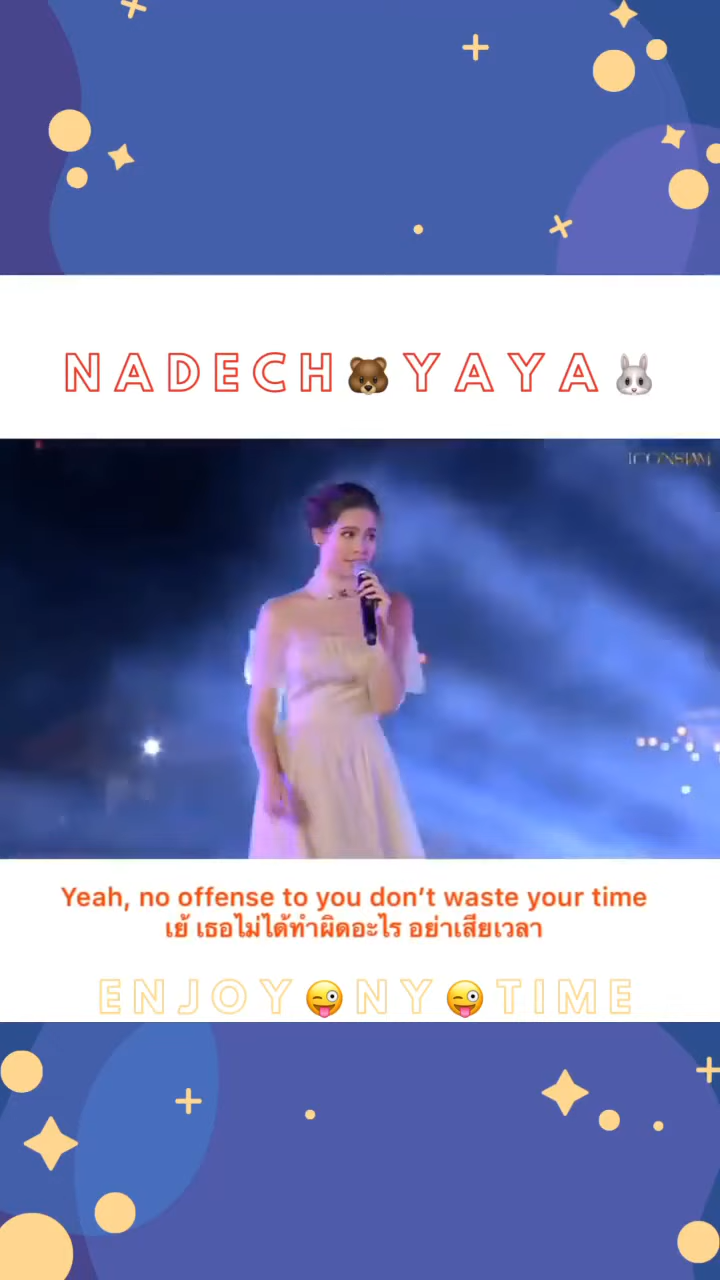 NADECH🐻YAYA🐰
ICONSIAM
Yeah, no offense to you don't waste your time
เย้ เธอไม่ได้ทำผิดอะไร อย่าเสียเวลา
ENJOY😜NY😜TIME